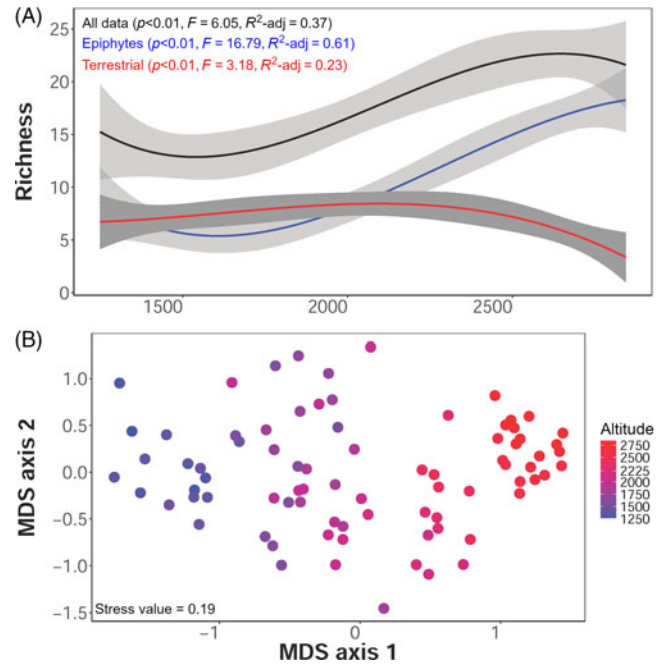 (A)
All data (p<0.01, F = 6.05, R²-adj = 0.37)
Epiphytes (p<0.01, F = 16.79, R²-adj = 0.61)
Terrestrial (p<0.01, F = 3.18, R²-adj = 0.23)
Richness
25
20
15
10
5
0
1500 2000 2500
(B)
MDS axis 2
1.0
0.5
0.0
−0.5
−1.0
−1.5
Stress value = 0.19
−1 0 1
MDS axis 1
Altitude
2750
2500
2250
2000
1750
1500
1250